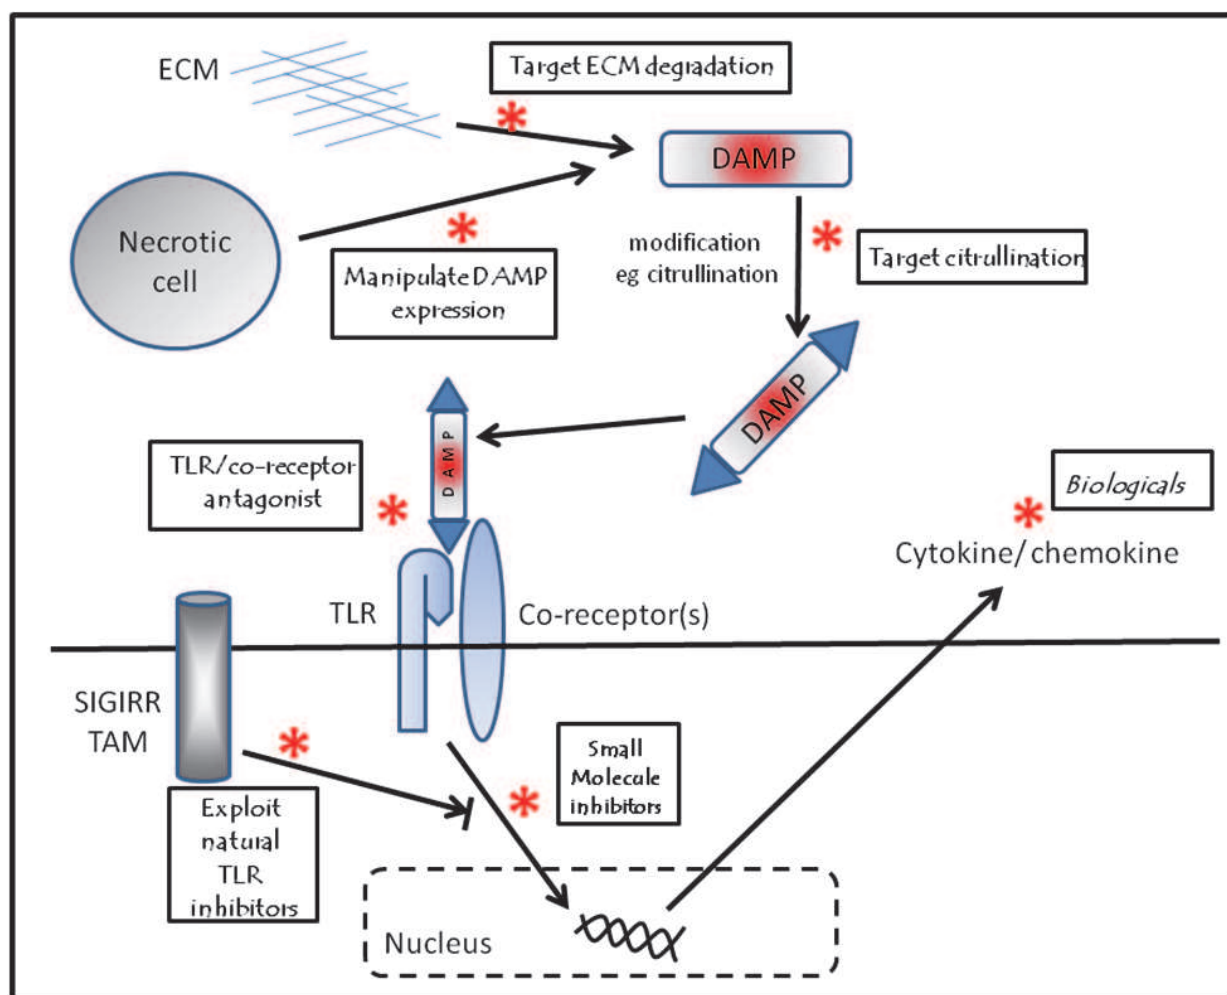 ECM
Target ECM degradation
DAMP
Necrotic
cell
Manipulate DAMP
expression
modification
eg citrullination
Target citrullination
DAMP
DAMP
TLR/co-receptor
antagonist
Biologicals
Cytokine/ chemokine
TLR
Co-receptor(s)
SIGIRR
TAM
Small
Molecule
inhibitors
Exploit
natural
TLR
inhibitors
Nucleus